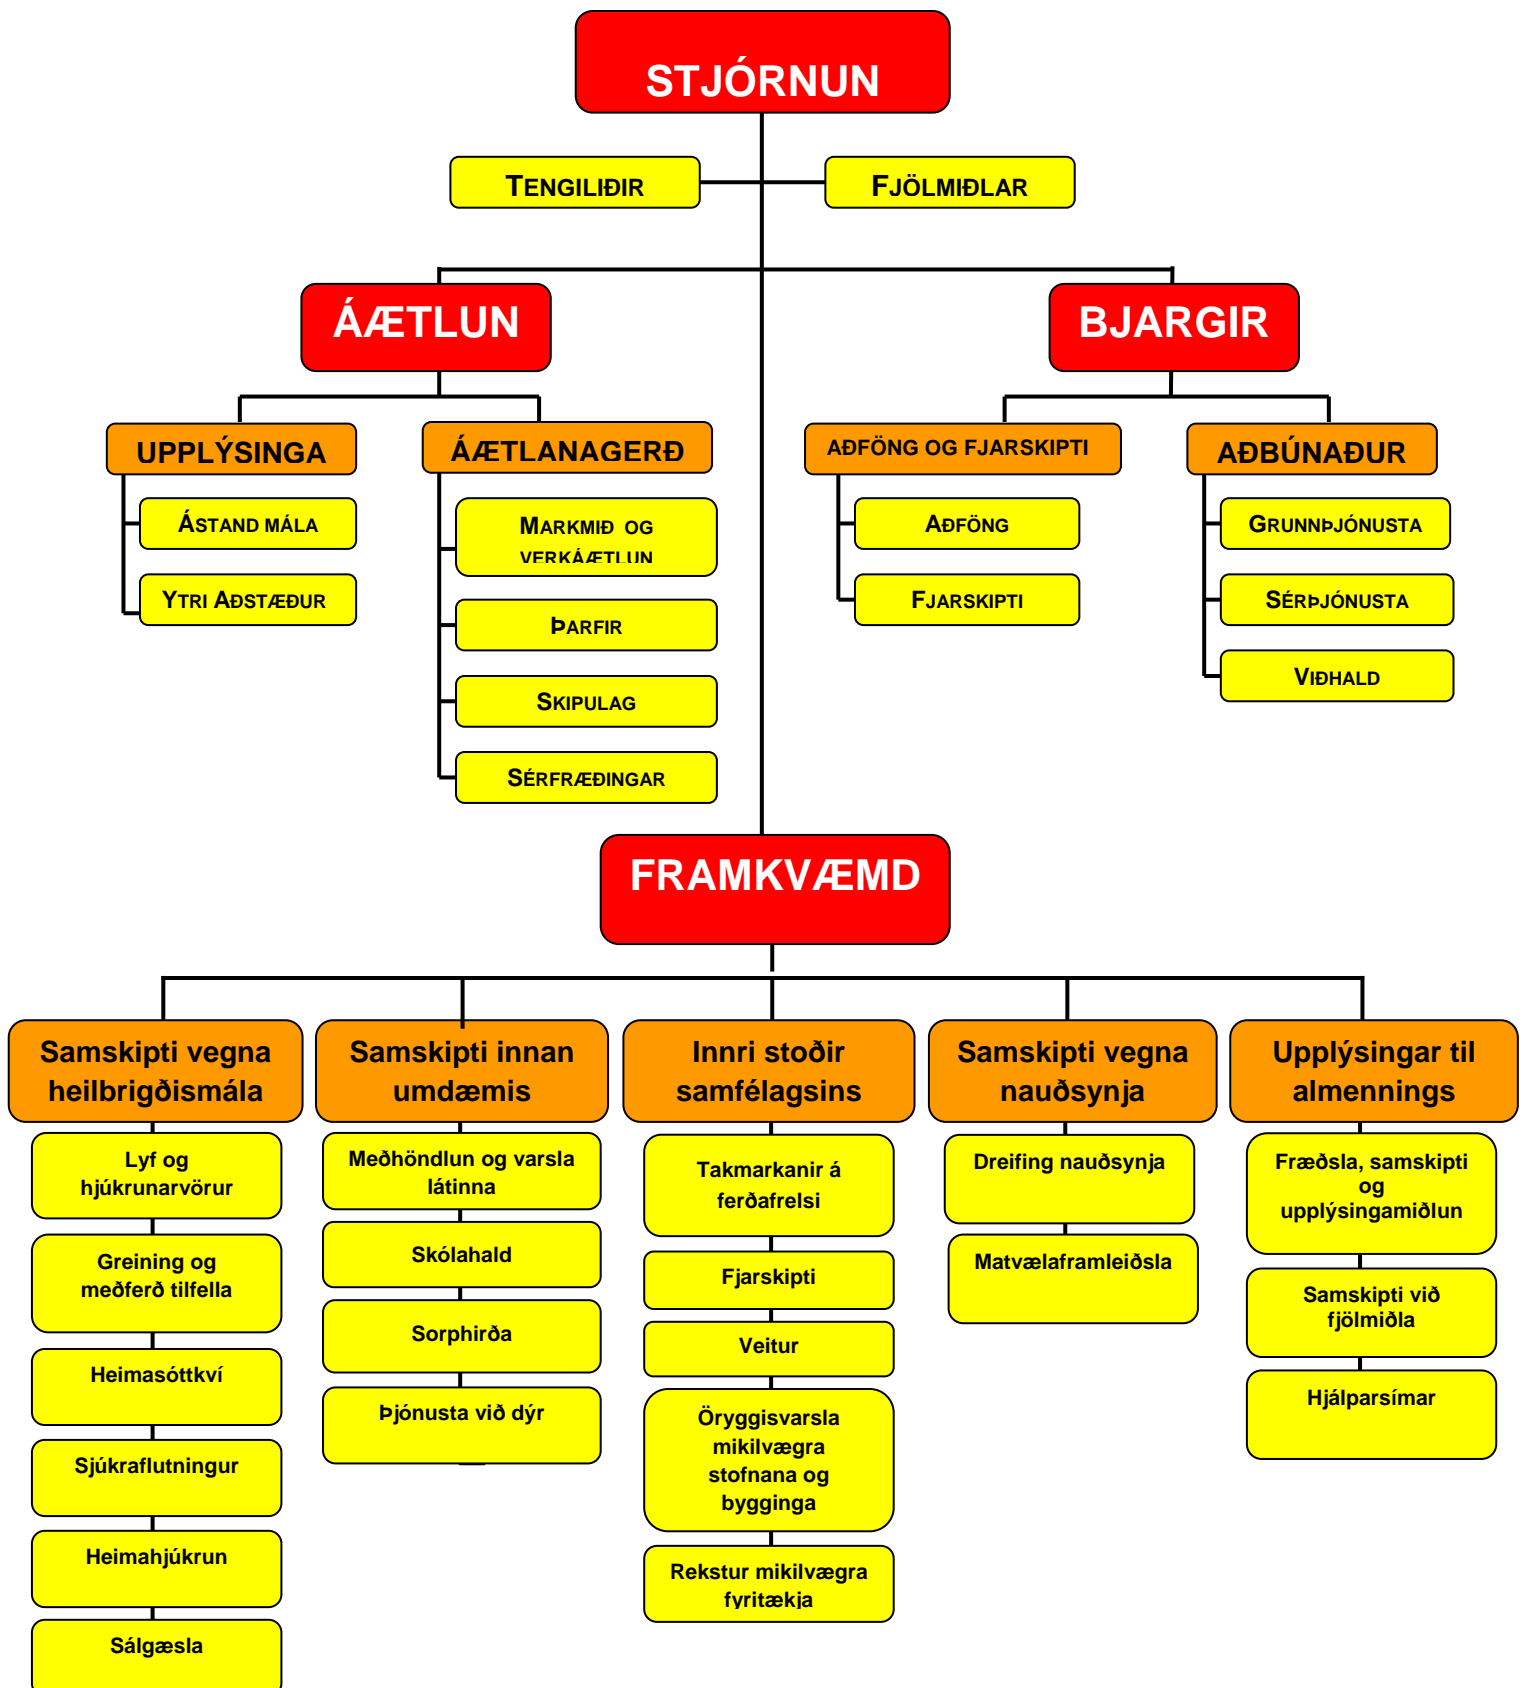 STJÓRNUN
TENGILIÐIR
FJÖLMIÐLAR
ÁÆTLUN
BJARGIR
UPPLÝSINGA
ÁÆTLANAGERÐ
AÐFÖNG OG FJARSKIPTI
AÐBÚNAÐUR
ÁSTAND MÁLA
YTRI AÐSTÆÐUR
MARKMIÐ OG
VERKÁÆTLUN
ÞARFIR
SKIPULAG
SÉRFRÆÐINGAR
AÐFÖNG
FJARSKIPTI
GRUNNÞJÓNUSTA
SÉRÞJÓNUSTA
VIÐHALD
FRAMKVÆMD
Samskipti vegna
heilbrigðismála
Lyf og
hjúkrunarvörur
Greining og
meðferð tilfella
Heimasóttkví
Sjúkraflutningur
Heimahjúkrun
Sálgæsla
Samskipti innan
umdæmis
Meðhöndlun og varsla
látinna
Skólahald
Sorphirða
Þjónusta við dýr
Innri stoðir
samfélagsins
Takmarkanir á
ferðafrelsi
Fjarskipti
Veitur
Öryggisvarsla
mikilvægra
stofnana og
bygginga
Rekstur mikilvægra
fyritækja
Samskipti vegna
nauðsynja
Dreifing nauðsynja
Matvælaframleiðsla
Upplýsingar til
almennings
Fræðsla, samskipti
og
upplýsingamiðlun
Samskipti við
fjölmiðla
Hjálparsímar